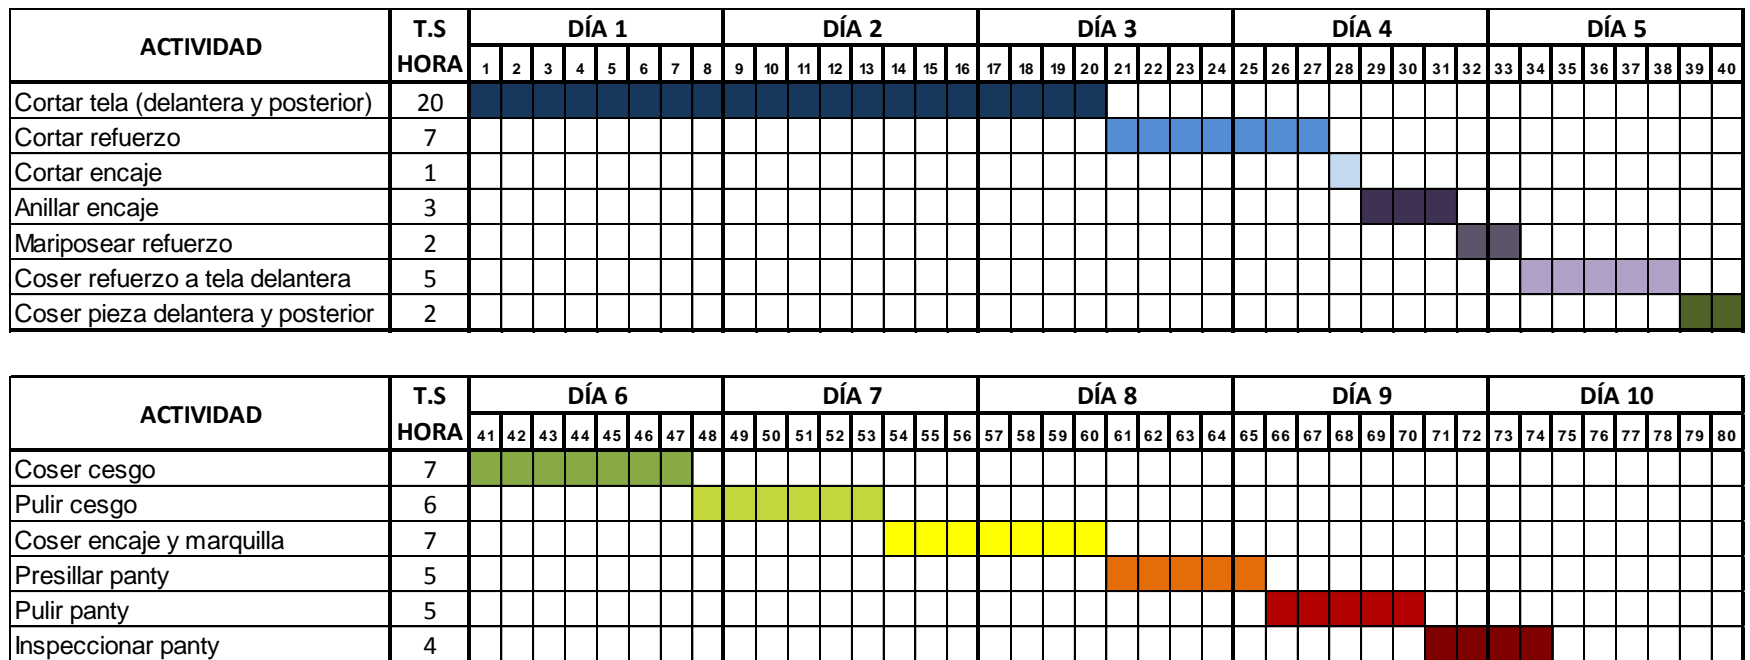 ACTIVIDAD T.S HORA DÍA 1 DÍA 2 DÍA 3 DÍA 4 DÍA 5
1 2 3 4 5 6 7 8 9 10 11 12 13 14 15 16 17 18 19 20 21 22 23 24 25 26 27 28 29 30 31 32 33 34 35 36 37 38 39 40
Cortar tela (delantera y posterior) 20
Cortar refuerzo 7
Cortar encaje 1
Anillar encaje 3
Mariposear refuerzo 2
Coser refuerzo a tela delantera 5
Coser pieza delantera y posterior 2
ACTIVIDAD T.S HORA DÍA 6 DÍA 7 DÍA 8 DÍA 9 DÍA 10
41 42 43 44 45 46 47 48 49 50 51 52 53 54 55 56 57 58 59 60 61 62 63 64 65 66 67 68 69 70 71 72 73 74 75 76 77 78 79 80
Coser cesgo 7
Pulir cesgo 6
Coser encaje y marquilla 7
Presillar panty 5
Pulir panty 5
Inspeccionar panty 4